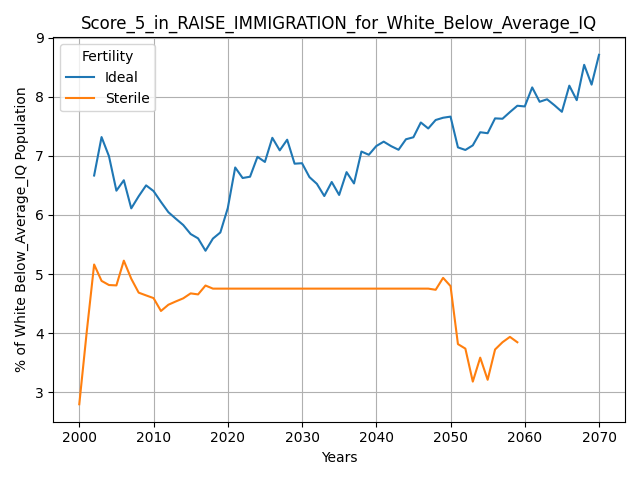 Score_5_in_RAISE_IMMIGRATION_for_White_Below_Average_IQ
Fertility
Ideal
Sterile
% of White Below_Average_IQ Population
9
8
7
6
5
4
3
2000 2010 2020 2030 2040 2050 2060 2070
Years